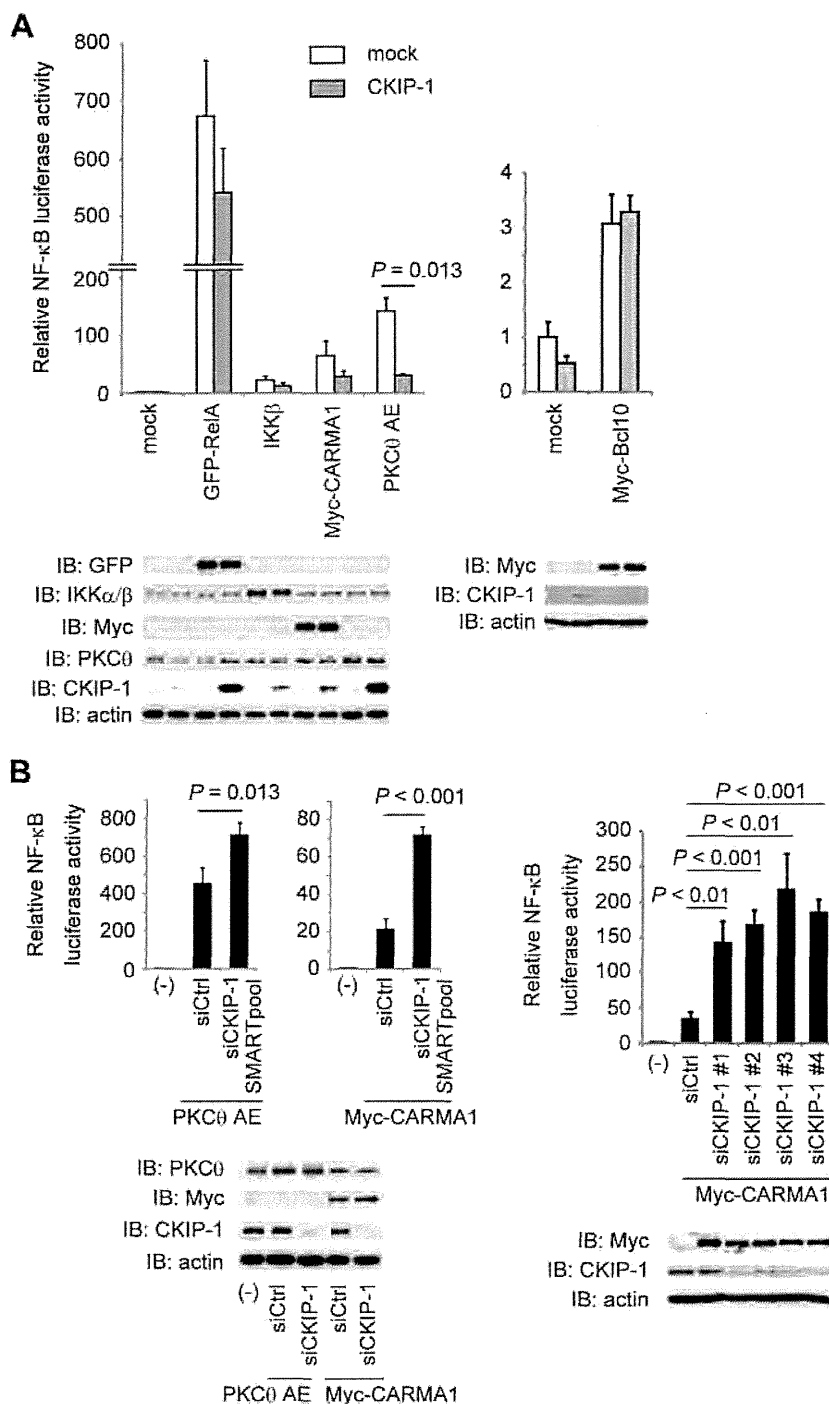 A
Relative NF-κB luciferase activity
800
700
600
500
200
100
0
mock
CKIP-1
P = 0.013
mock
GFP-RelA
IKKβ
Myc-CARMA1
PKCθ AE
4
3
2
1
0
mock
Myc-Bcl10
IB: GFP
IB: IKKα/β
IB: Myc
IB: PKCθ
IB: CKIP-1
IB: actin
IB: Myc
IB: CKIP-1
IB: actin
B
Relative NF-κB
luciferase activity
P = 0.013
800
600
400
200
0
(-)
siCtrl
siCKIP-1
SMARTpool
PKCθ AE
P < 0.001
80
60
40
20
0
(-)
siCtrl
siCKIP-1
SMARTpool
Myc-CARMA1
Relative NF-κB
luciferase activity
P < 0.001
P < 0.01
P < 0.001
P < 0.01
300
250
200
150
100
50
0
(-)
siCtrl
siCKIP-1 #1
siCKIP-1 #2
siCKIP-1 #3
siCKIP-1 #4
Myc-CARMA1
IB: PKCθ
IB: Myc
IB: CKIP-1
IB: actin
(-)
siCtrl
siCKIP-1
siCtrl
siCKIP-1
PKCθ AE
Myc-CARMA1
IB: Myc
IB: CKIP-1
IB: actin